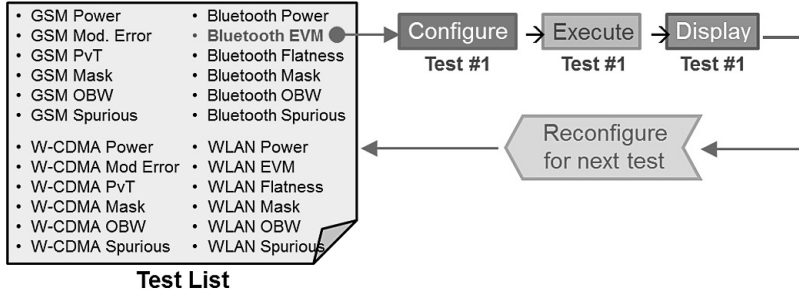 GSM Power
GSM Mod. Error
GSM PvT
GSM Mask
GSM OBW
GSM Spurious
Bluetooth Power
Bluetooth EVM
Bluetooth Flatness
Bluetooth Mask
Bluetooth OBW
Bluetooth Spurious
W-CDMA Power
W-CDMA Mod Error
W-CDMA PvT
W-CDMA Mask
W-CDMA OBW
W-CDMA Spurious
WLAN Power
WLAN EVM
WLAN Flatness
WLAN Mask
WLAN OBW
WLAN Spurious
Test List
Configure
Test #1
Execute
Test #1
Display
Test #1
Reconfigure
for next test